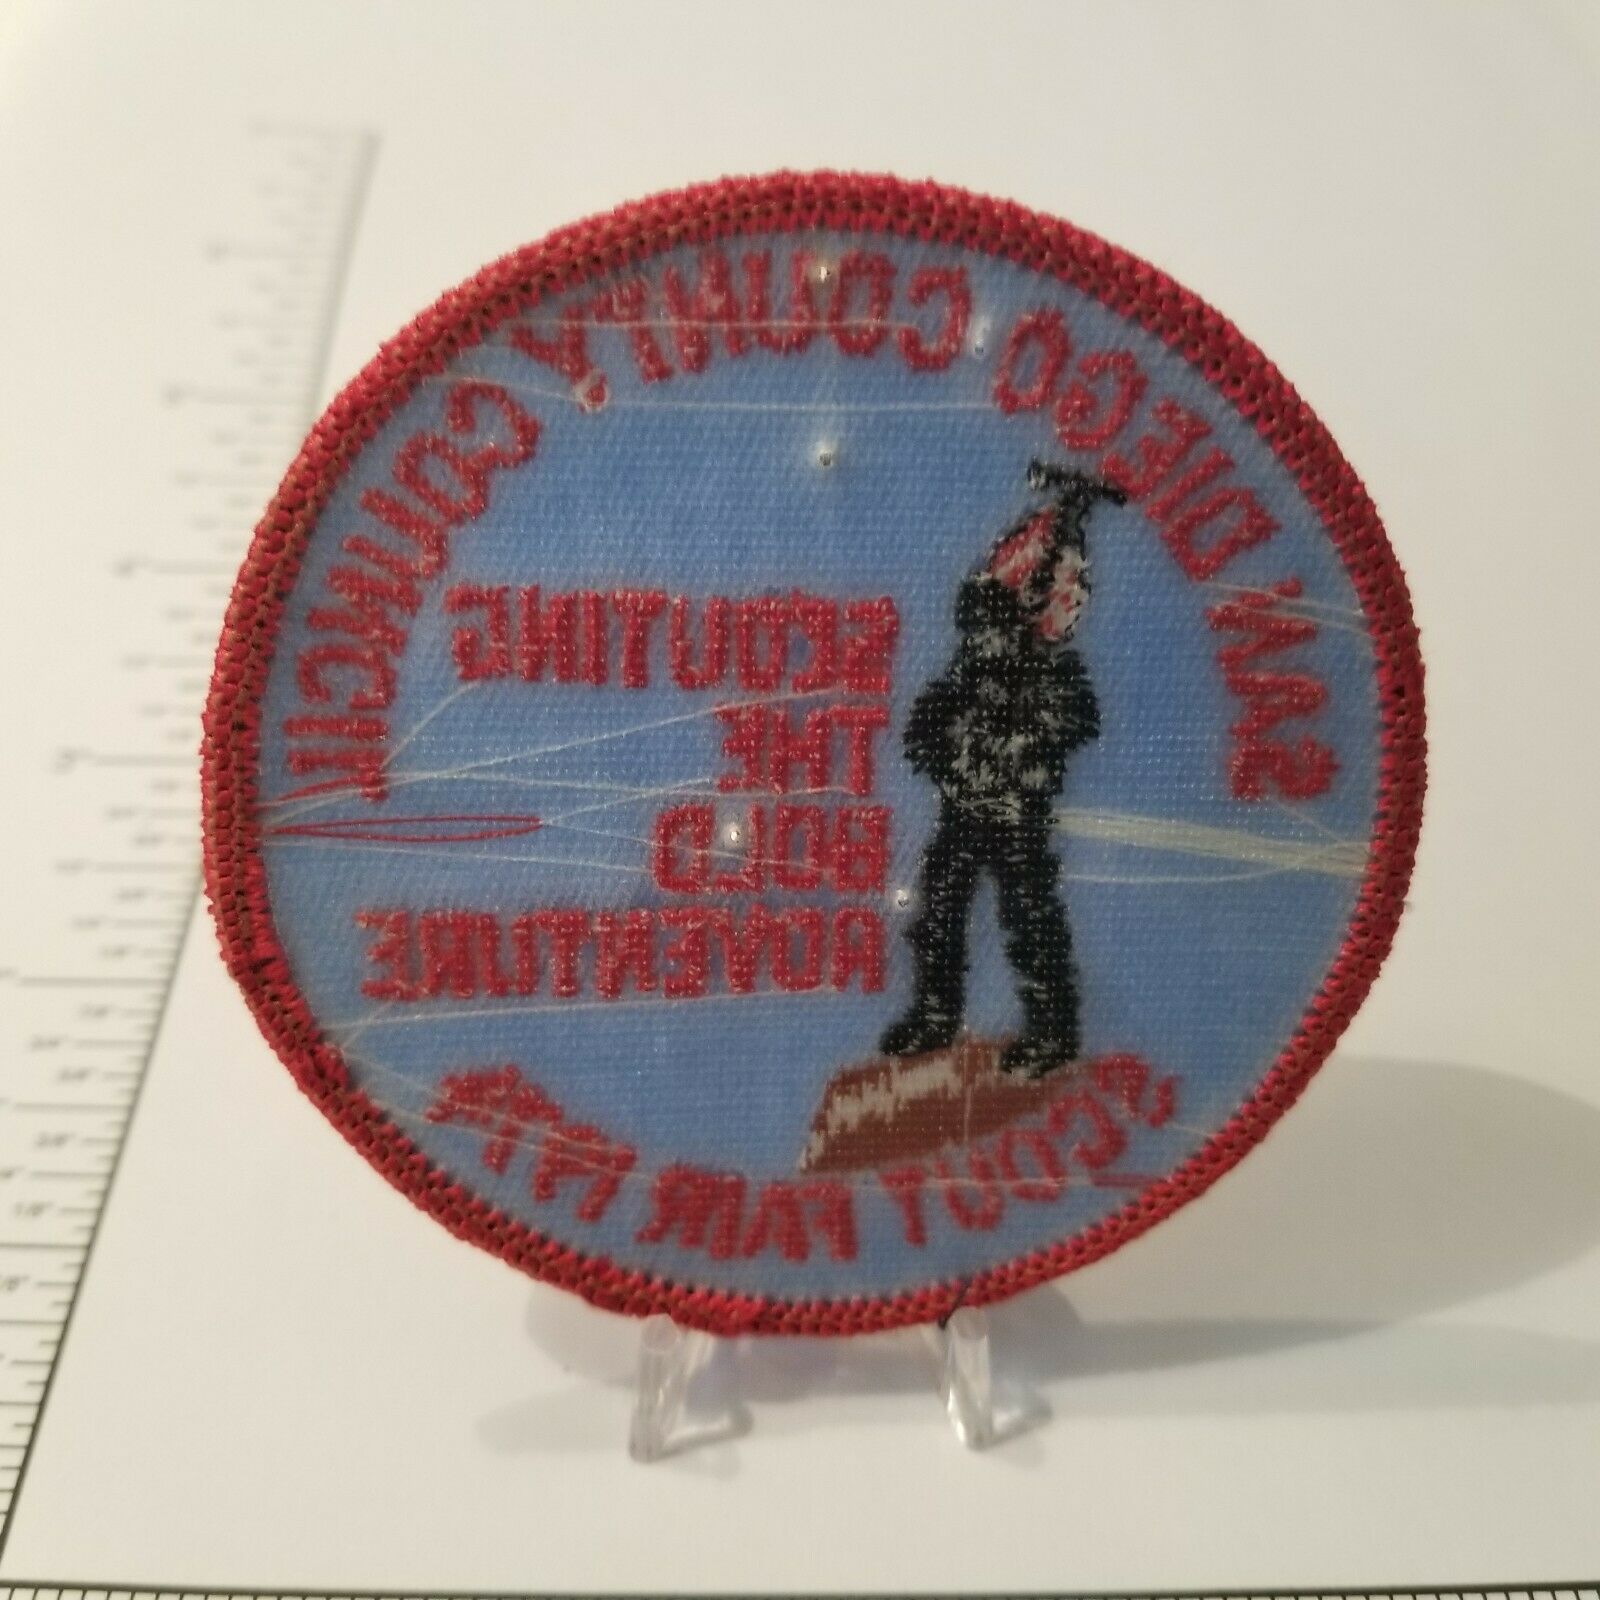 SAN DIEGO COUNTY COUNCIL
SCOUTING
THE
BOLD
ADVENTURE
SCOUT FAIR